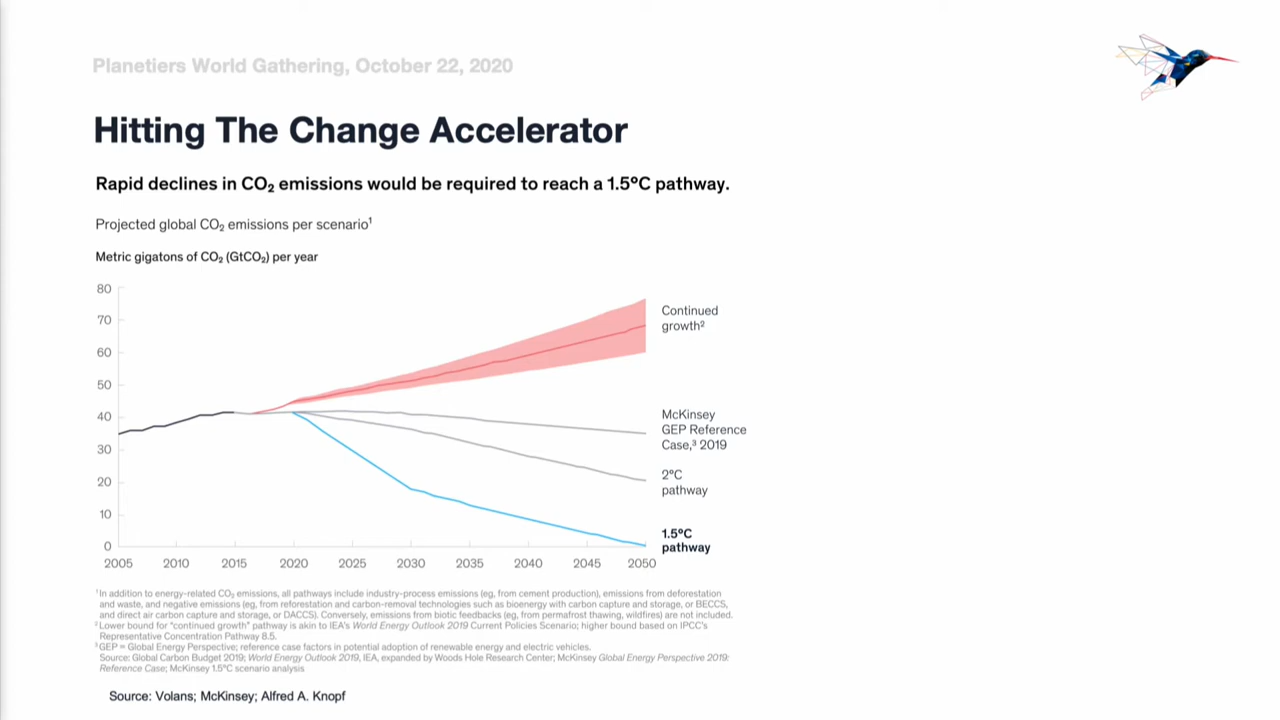 Planetiers World Gathering, October 22, 2020
Hitting The Change Accelerator
Rapid declines in CO₂ emissions would be required to reach a 1.5°C pathway.
Projected global CO₂ emissions per scenario¹
Metric gigatons of CO₂ (GtCO₂) per year
80
70
60
50
40
30
20
10
0
2005 2010 2015 2020 2025 2030 2035 2040 2045 2050
Continued
growth²
McKinsey
GEP Reference
Case,³ 2019
2°C
pathway
1.5°C
pathway
¹In addition to energy-related CO₂ emissions, all pathways include industry-process emissions (eg, from cement production), emissions from deforestation
and waste, and negative emissions (eg, from reforestation and carbon-removal technologies such as bioenergy with carbon capture and storage, or BECCS,
and direct air carbon capture and storage, or DACCS). Conversely, emissions from biotic feedbacks (eg, from permafrost thawing, wildfires) are not included.
²Lower bound for "continued growth" pathway is akin to IEA's World Energy Outlook 2019 Current Policies Scenario; higher bound based on IPCC's
Representative Concentration Pathway 8.5.
³GEP = Global Energy Perspective; reference case factors in potential adoption of renewable energy and electric vehicles.
Source: Global Carbon Budget 2019; World Energy Outlook 2019, IEA, expanded by Woods Hole Research Center; McKinsey Global Energy Perspective 2019:
Reference Case; McKinsey 1.5°C scenario analysis
Source: Volans; McKinsey; Alfred A. Knopf